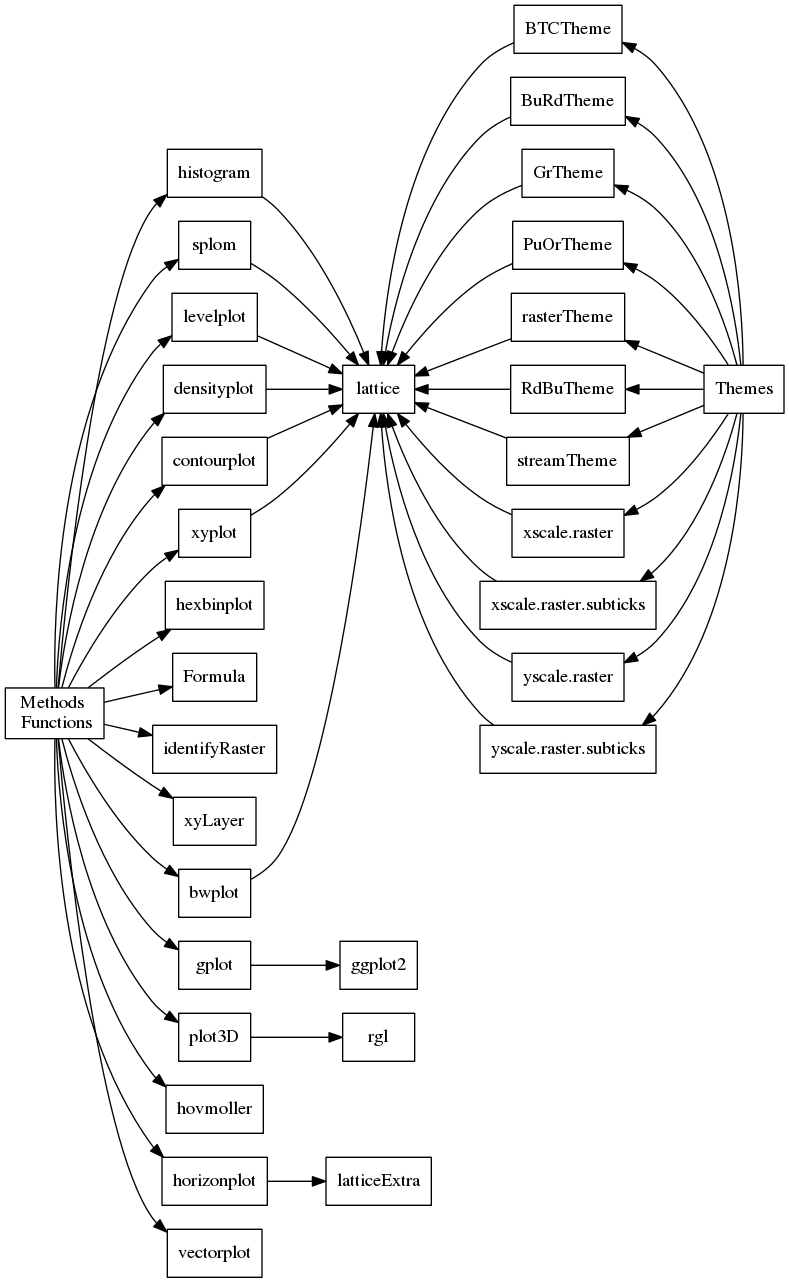 BTCTheme
BuRdTheme
GrTheme
PuOrTheme
rasterTheme
RdBuTheme
streamTheme
xscale.raster
xscale.raster.subticks
yscale.raster
yscale.raster.subticks
Themes
lattice
histogram
splom
levelplot
densityplot
contourplot
xyplot
hexbinplot
Formula
identifyRaster
xyLayer
bwplot
gplot
plot3D
hovmoller
horizonplot
vectorplot
Methods
Functions
ggplot2
rgl
latticeExtra